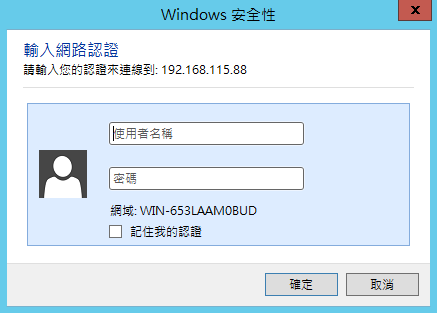 Windows 安全性
x
輸入網路認證
請輸入您的認證來連線到: 192.168.115.88
使用者名稱
密碼
網域: WIN-653LAAM0BUD
記住我的認證
確定
取消